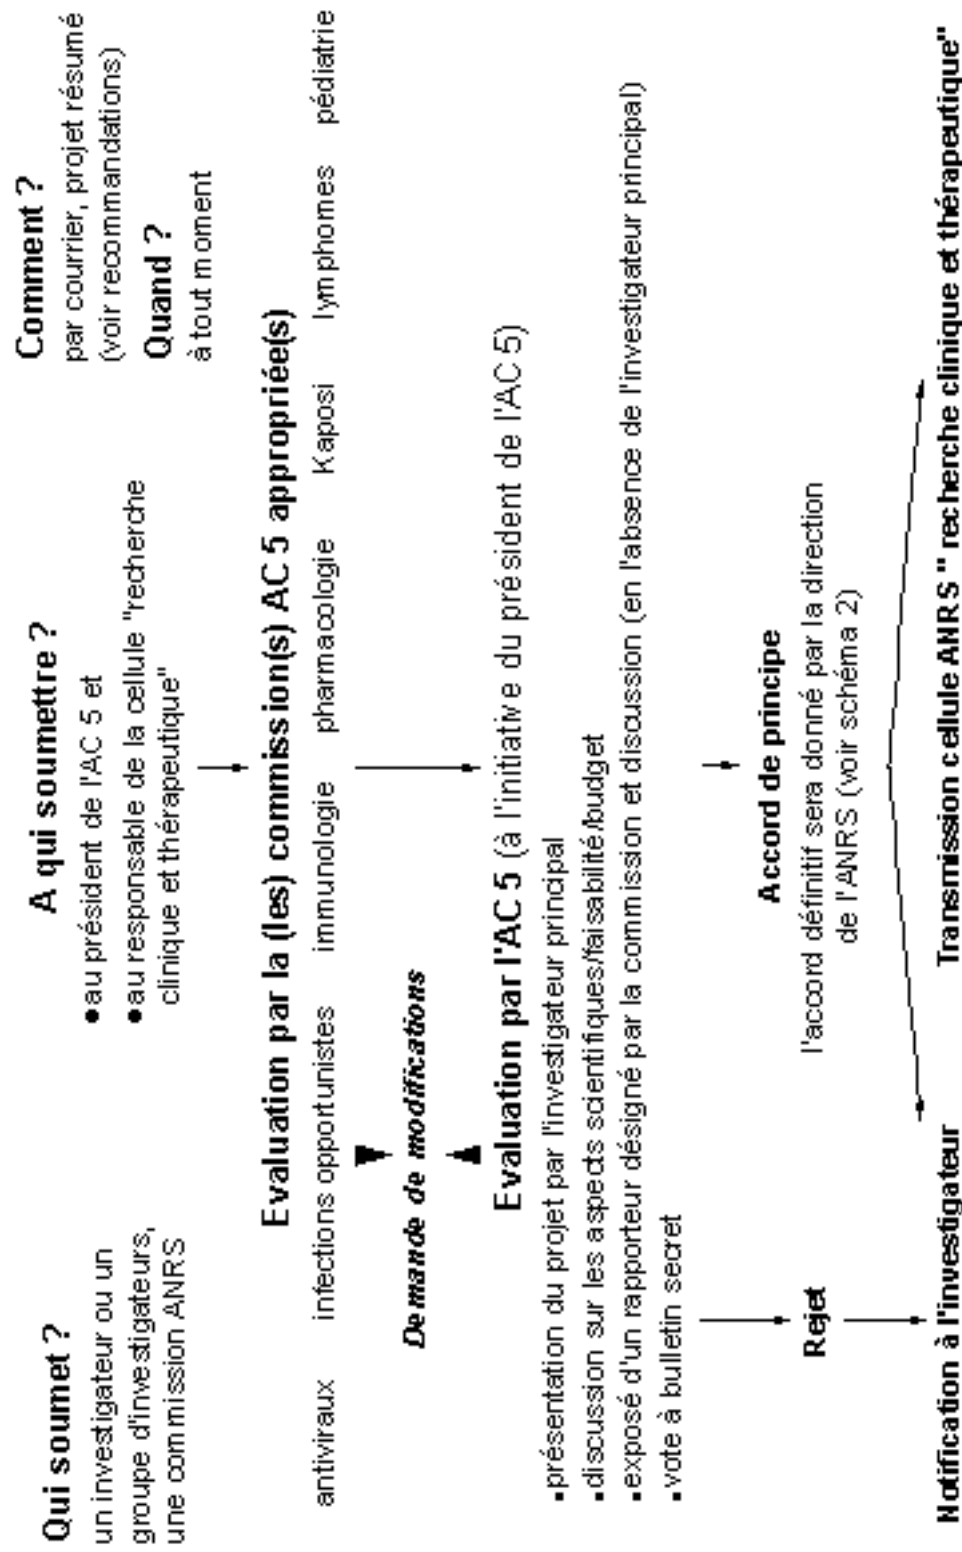 Qui soumet ?
un investigateur ou un
groupe d'investigateurs,
une commission ANRS
A qui soumettre ?
●au président de l'AC 5 et
●au responsable de la cellule "recherche
clinique et thérapeutique"
Comment ?
par courrier, projet résumé
(voir recommandations)
Quand ?
à tout moment
Evaluation par la (les) commission(s) AC 5 appropriée(s)
antiviraux infections opportunistes immunologie pharmacologie Kaposi lymphomes pédiatrie
Demande de modifications
Evaluation par l'AC 5 (à l'initiative du président de l'AC 5)
▪présentation du projet par l'investigateur principal
▪discussion sur les aspects scientifiques/faisabilité/budget
▪exposé d'un rapporteur désigné par la commission et discussion (en l'absence de l'investigateur principal)
▪vote à bulletin secret
Rejet
Accord de principe
l'accord définitif sera dionné par la direction
de l'ANRS (voir schéma 2)
Notification à l'investigateur
Transmission cellule ANRS " recherche clinique et thérapeutique"